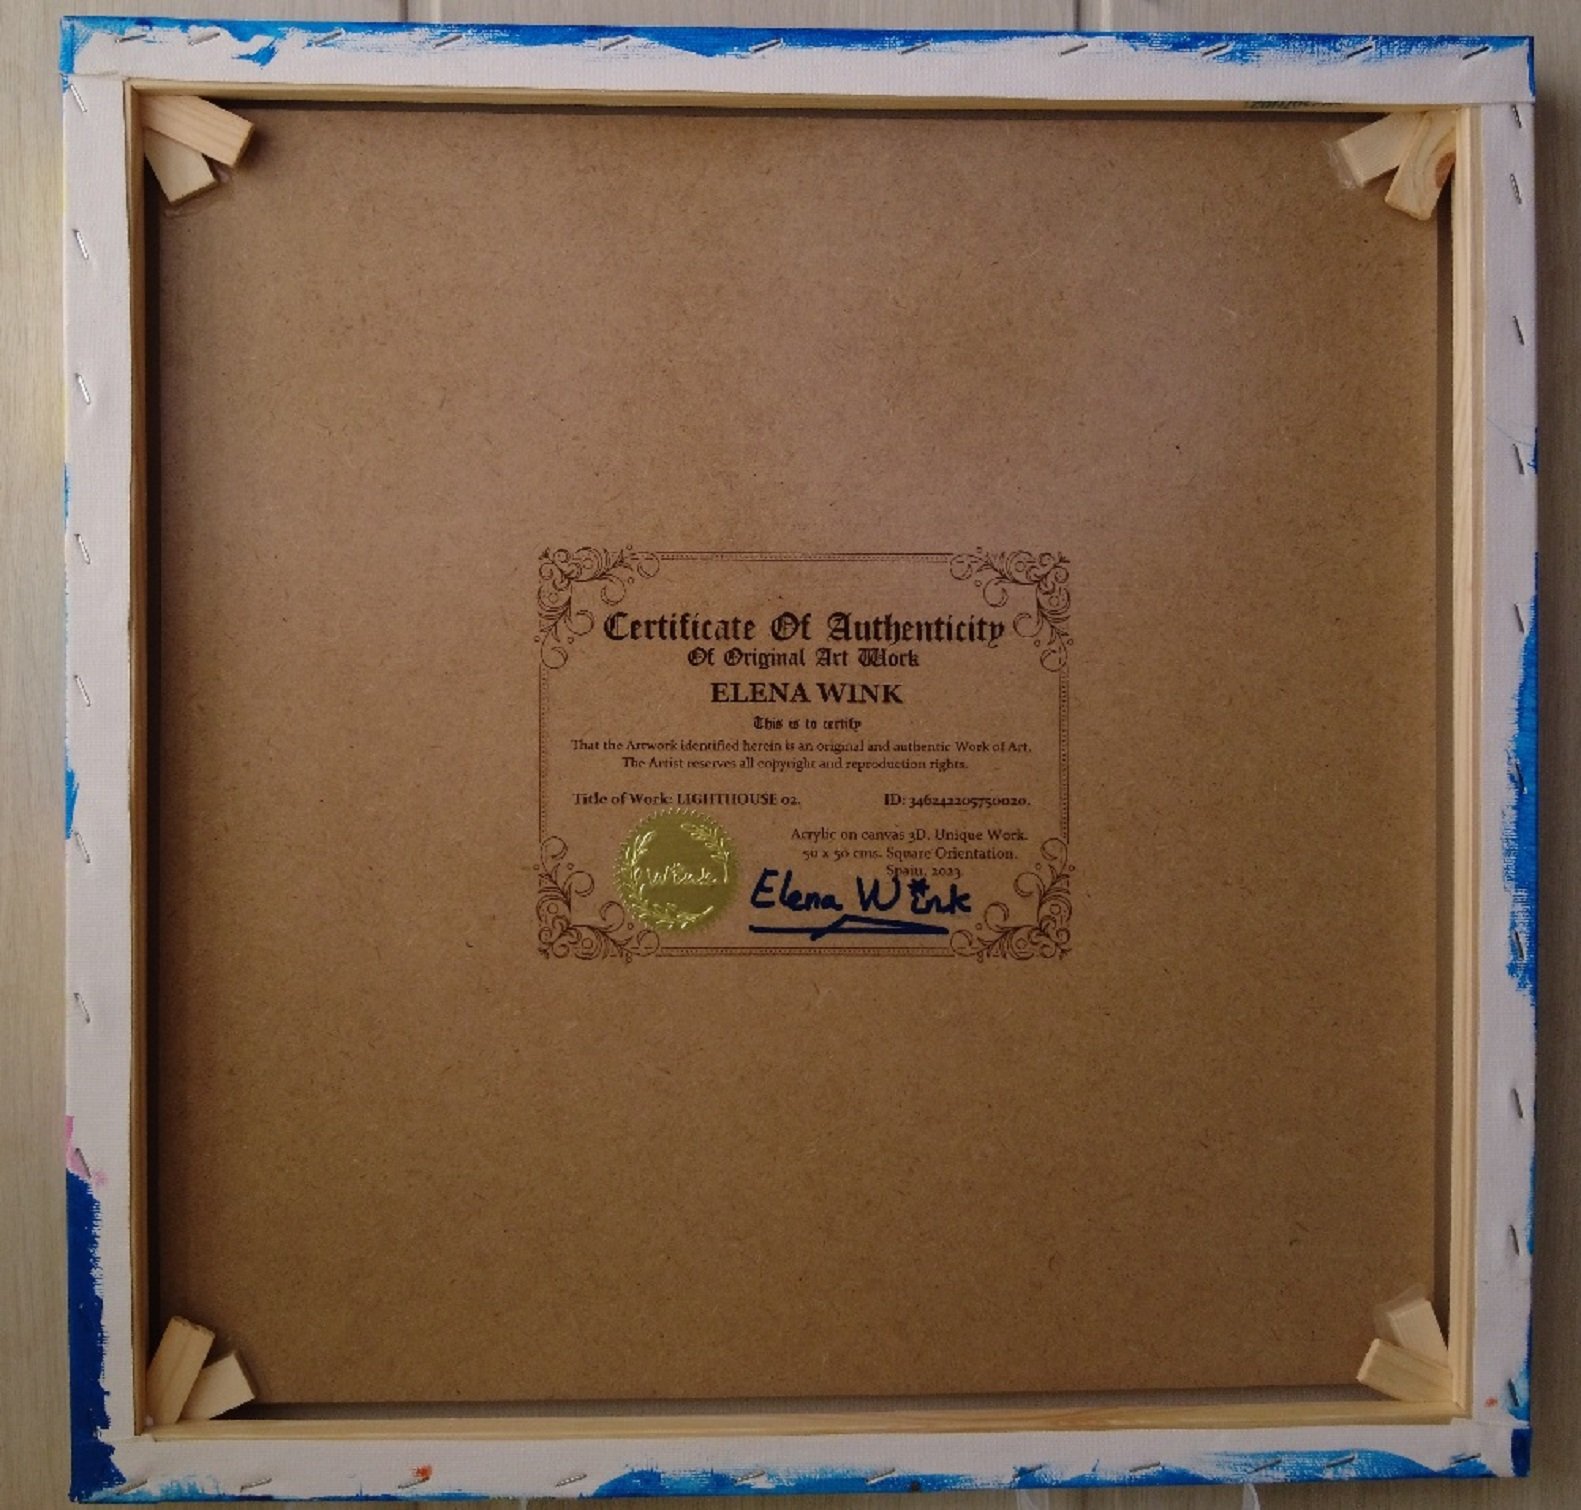 Certificate Of Authenticity
Of Original Art Work
ELENA WINK
This is to certify
That the Artwork identified herein is an original and authentic Work of Art.
The Artist reserves all copyright and reproduction rights.
Title of Work: LIGHTHOUSE 02. ID: 346242205750020.
Acrylic on canvas 3D. Unique Work.
50 x 50 cms. Square Orientation.
Spain, 2023.
Wink
Elena Wink